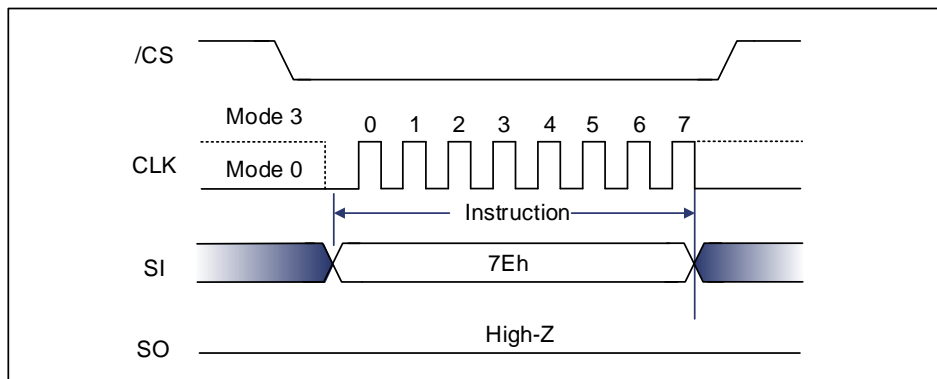 /CS
Mode 3
0 1 2 3 4 5 6 7
CLK
Mode 0
Instruction
SI
7Eh
High-Z
SO